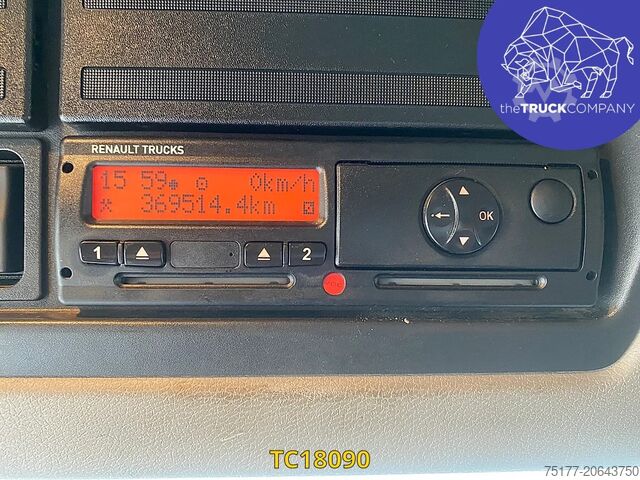 theTRUCKCOMPANY
RENAULT TRUCKS
15 59 0km/h
369514.4km
1 2
OK
TC18090
75177-20643750